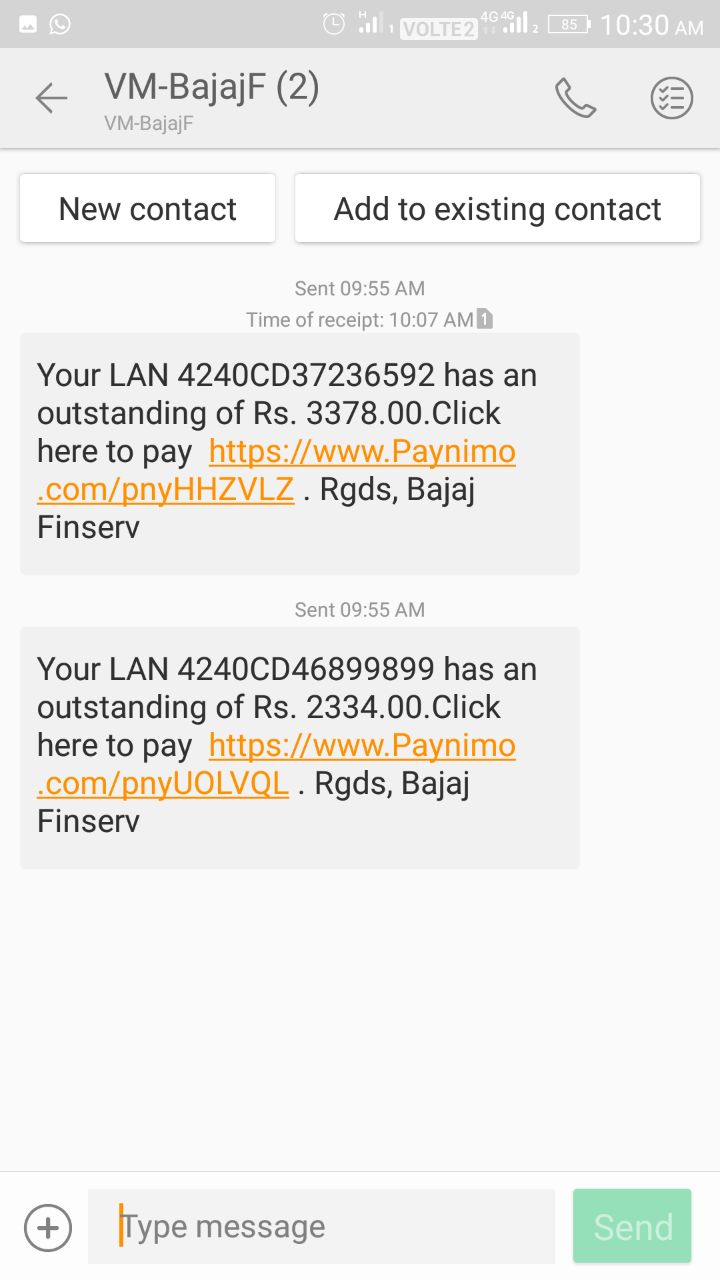 H 1 VOLTE2 4G 4G 2 85 10:30 AM
VM-BajajF (2)
VM-BajajF
New contact Add to existing contact
Sent 09:55 AM
Time of receipt: 10:07 AM 1
Your LAN 4240CD37236592 has an
outstanding of Rs. 3378.00.Click
here to pay https://www.Paynimo
.com/pnyHHZVLZ . Rgds, Bajaj
Finserv
Sent 09:55 AM
Your LAN 4240CD46899899 has an
outstanding of Rs. 2334.00.Click
here to pay https://www.Paynimo
.com/pnyUOLVQL . Rgds, Bajaj
Finserv
Type message Send